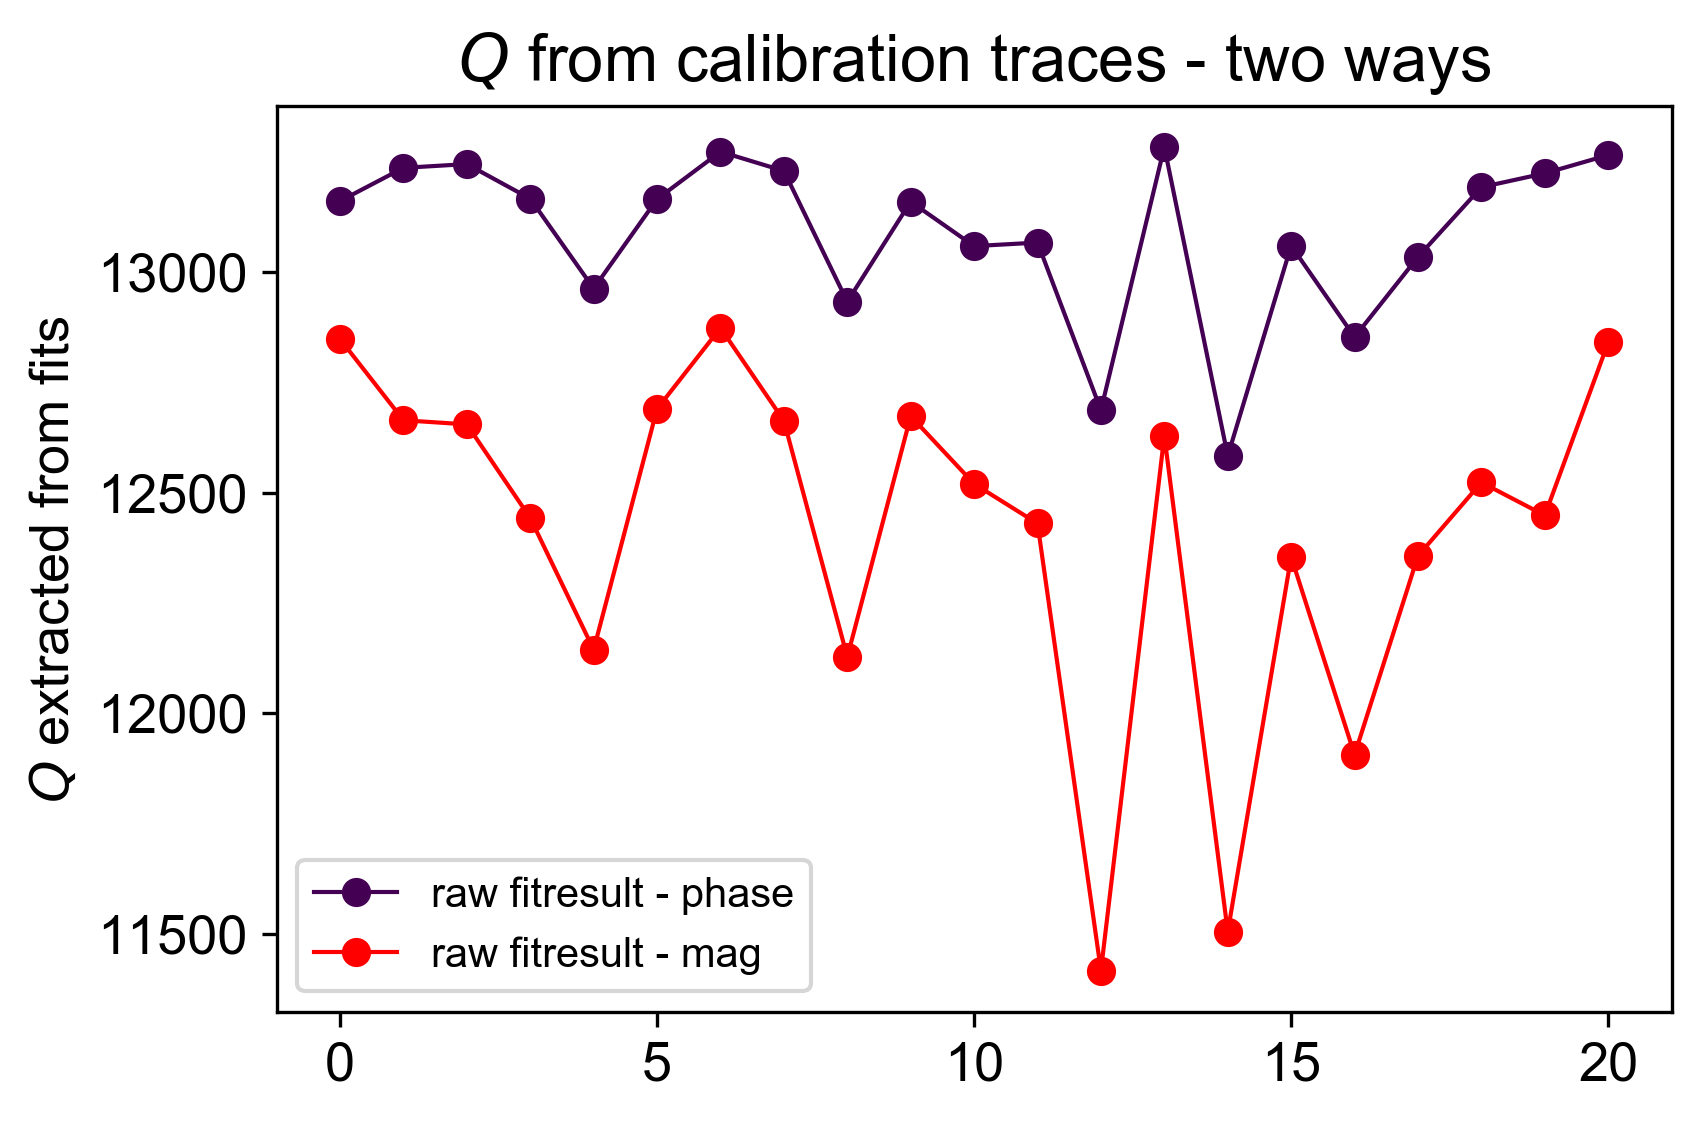 Q from calibration traces - two ways
Q extracted from fits
13000
12500
12000
11500
raw fitresult - phase
raw fitresult - mag
0 5 10 15 20